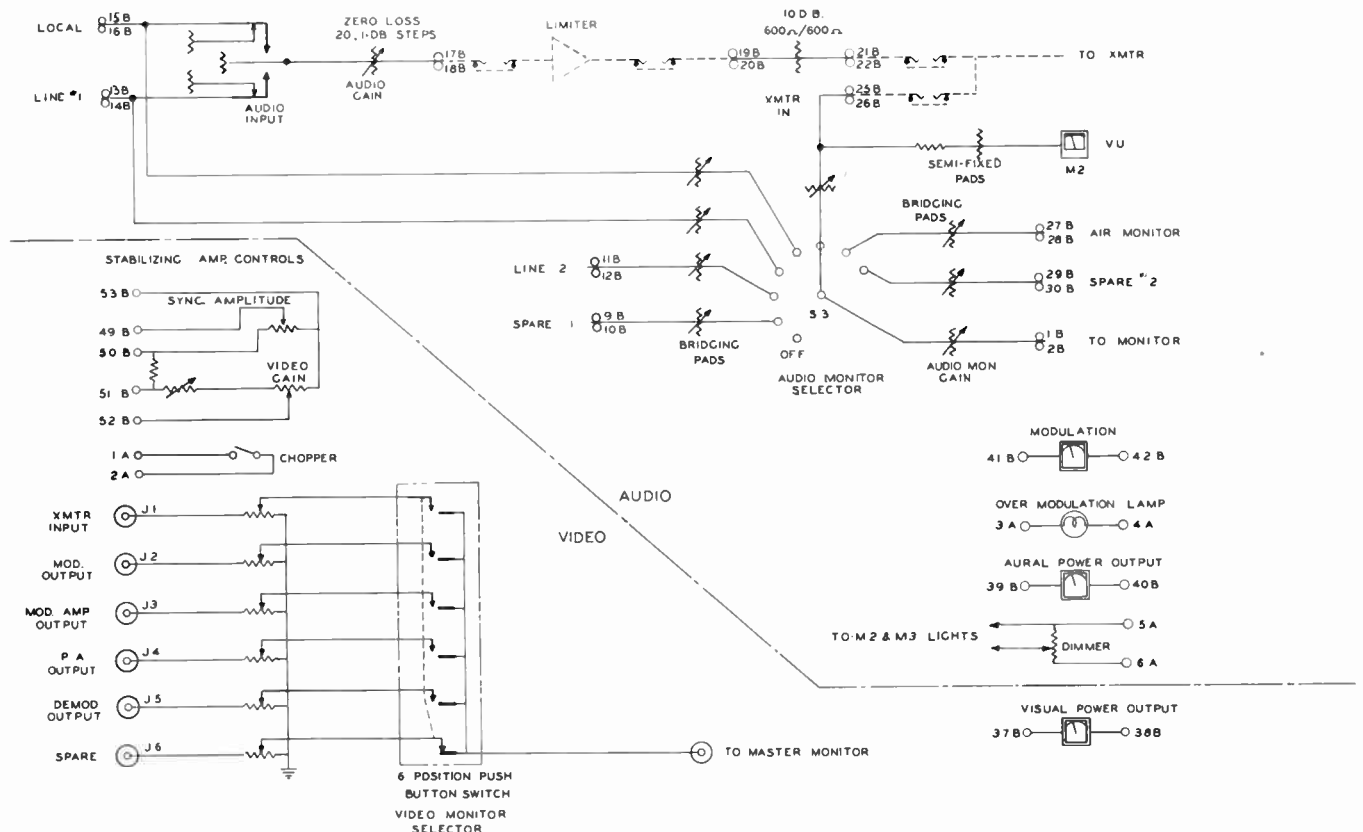 LOCAL
15B
16B
LINE #1
13B
14B
AUDIO
INPUT
ZERO LOSS
20, 1-DB STEPS
AUDIO
GAIN
17B
18B
LIMITER
19B
20B
10 D B.
600Ω/600Ω
21B
22B
TO XMTR
XMTR
IN
25B
26B
SEMI-FIXED
PADS
M2
VU
BRIDGING
PADS
27B
28B
AIR MONITOR
29B
30B
SPARE #2
1B
2B
TO MONITOR
AUDIO MON
GAIN
LINE 2
11B
12B
SPARE 1
9B
10B
BRIDGING
PADS
S3
OFF
AUDIO MONITOR
SELECTOR
STABILIZING AMP. CONTROLS
53B
SYNC. AMPLITUDE
49B
50B
VIDEO
GAIN
51B
52B
1A
2A
CHOPPER
AUDIO
VIDEO
XMTR
INPUT
J1
MOD.
OUTPUT
J2
MOD. AMP
OUTPUT
J3
P A
OUTPUT
J4
DEMOD
OUTPUT
J5
SPARE
J6
6 POSITION PUSH
BUTTON SWITCH
VIDEO MONITOR
SELECTOR
TO MASTER MONITOR
MODULATION
41B
42B
OVER MODULATION LAMP
3A
4A
AURAL POWER OUTPUT
39B
40B
TO-M2 & M3 LIGHTS
DIMMER
5A
6A
VISUAL POWER OUTPUT
37B
38B